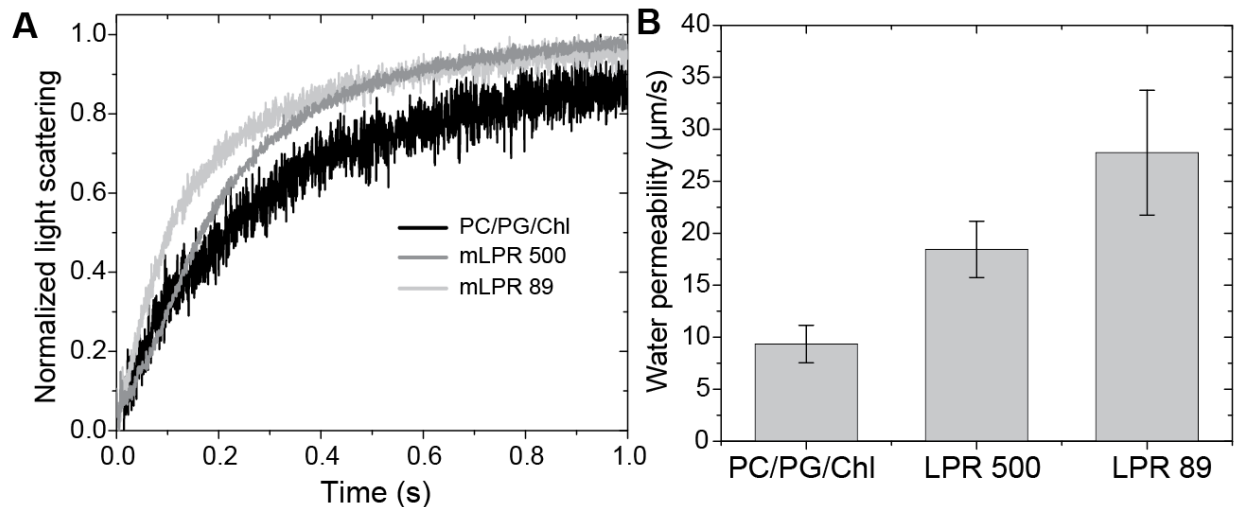 A
Normalized light scattering
1.0
0.8
0.6
0.4
0.2
0.0
0.0 0.2 0.4 0.6 0.8 1.0
Time (s)
PC/PG/Chl
mLPR 500
mLPR 89
B
Water permeability (µm/s)
40
35
30
25
20
15
10
5
0
PC/PG/Chl LPR 500 LPR 89